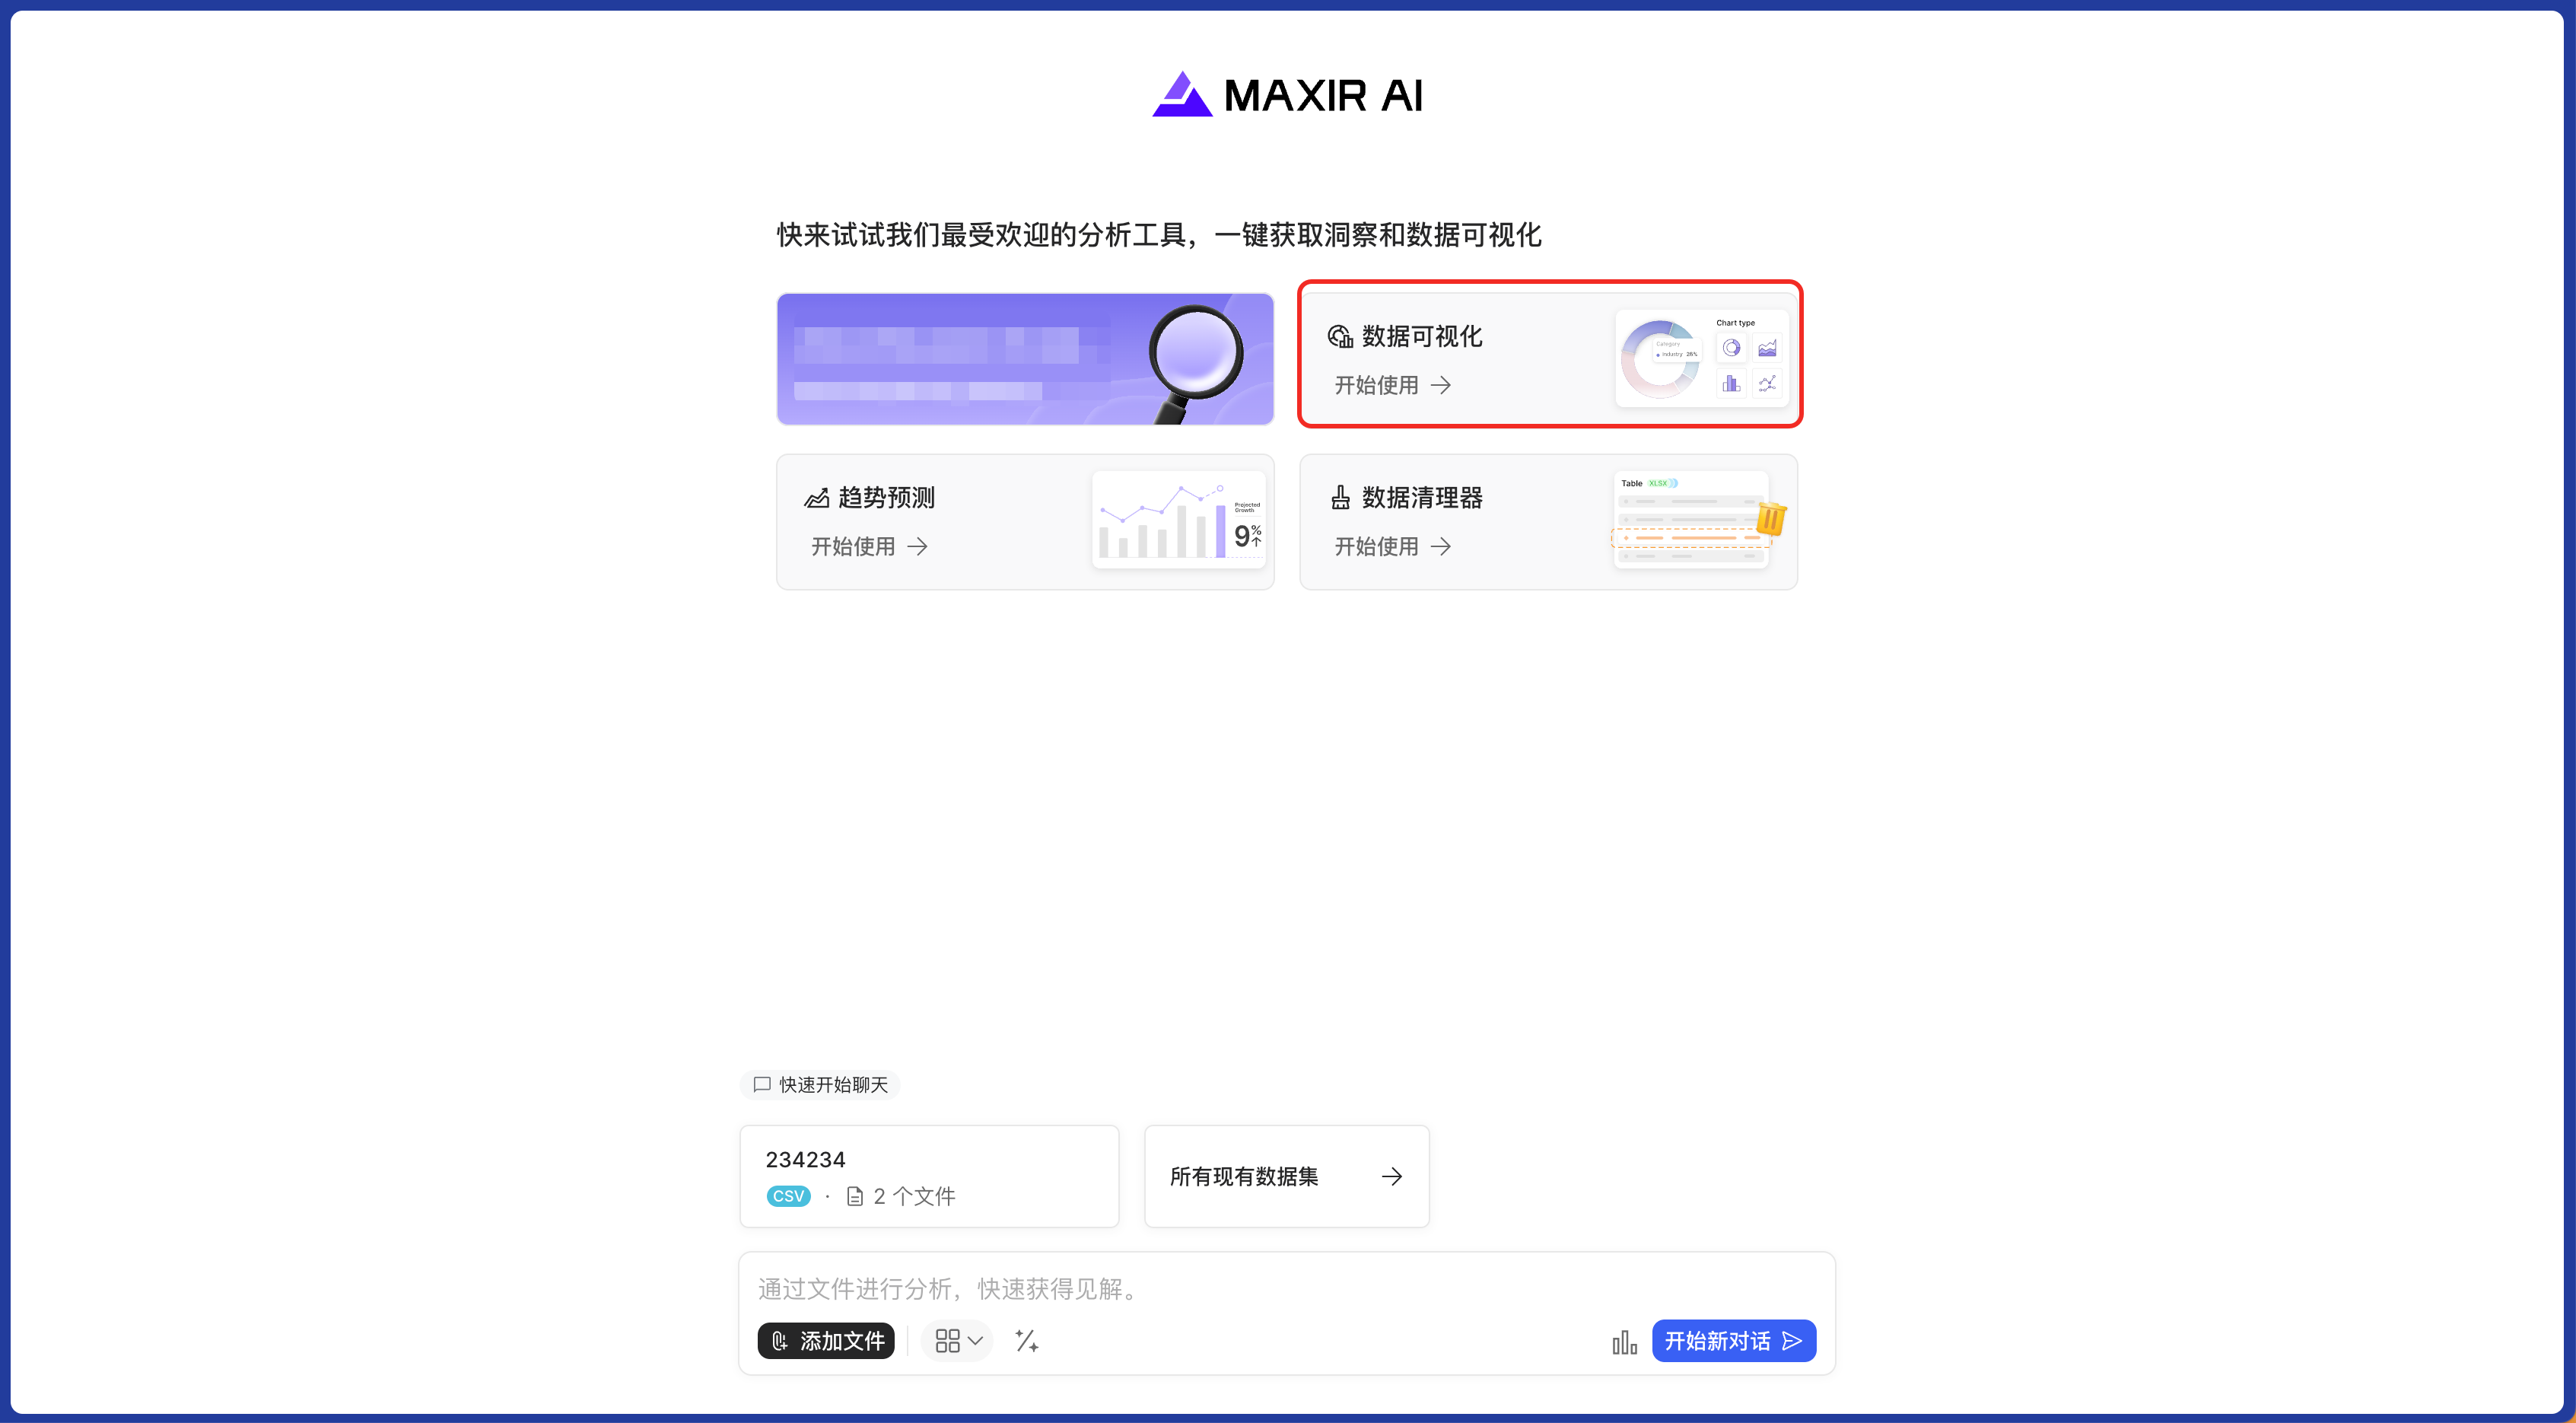 MAXIR AI
快来试试我们最受欢迎的分析工具，一键获取洞察和数据可视化
数据可视化
开始使用
Chart type
Category
Industry 28%
趋势预测
开始使用
Projected
Growth
9%
数据清理器
开始使用
Table XLSX
快速开始聊天
234234
CSV · 2 个文件
所有现有数据集
通过文件进行分析，快速获得见解。
添加文件
开始新对话